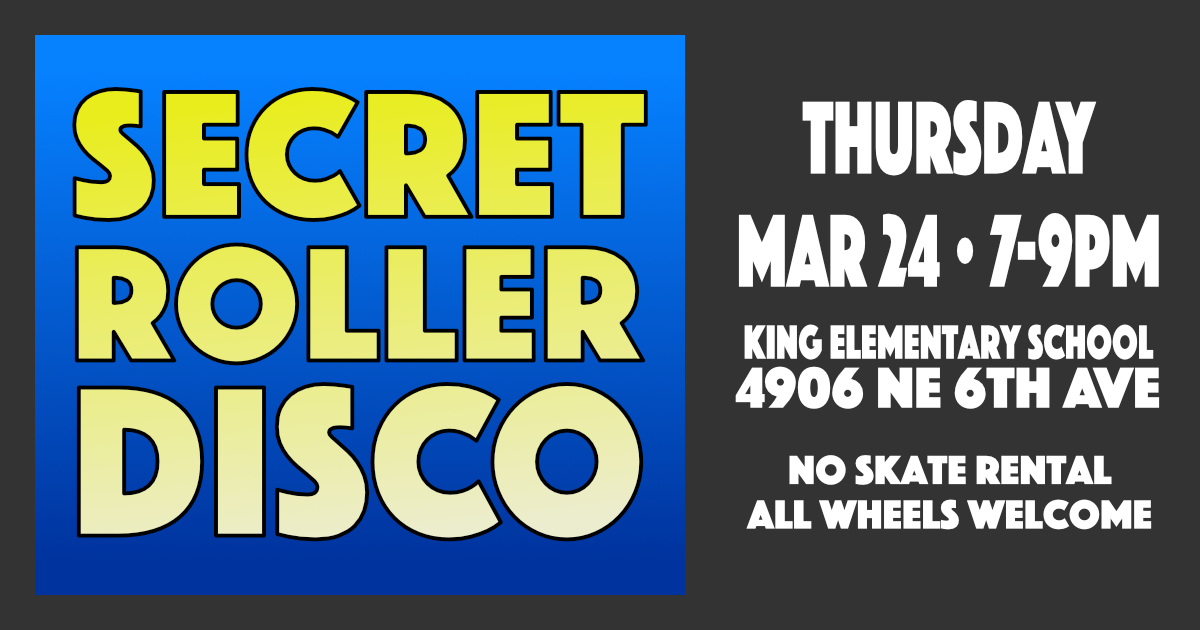 SECRET
ROLLER
DISCO
THURSDAY
MAR 24 • 7-9PM
KING ELEMENTARY SCHOOL
4906 NE 6TH AVE
NO SKATE RENTAL
ALL WHEELS WELCOME